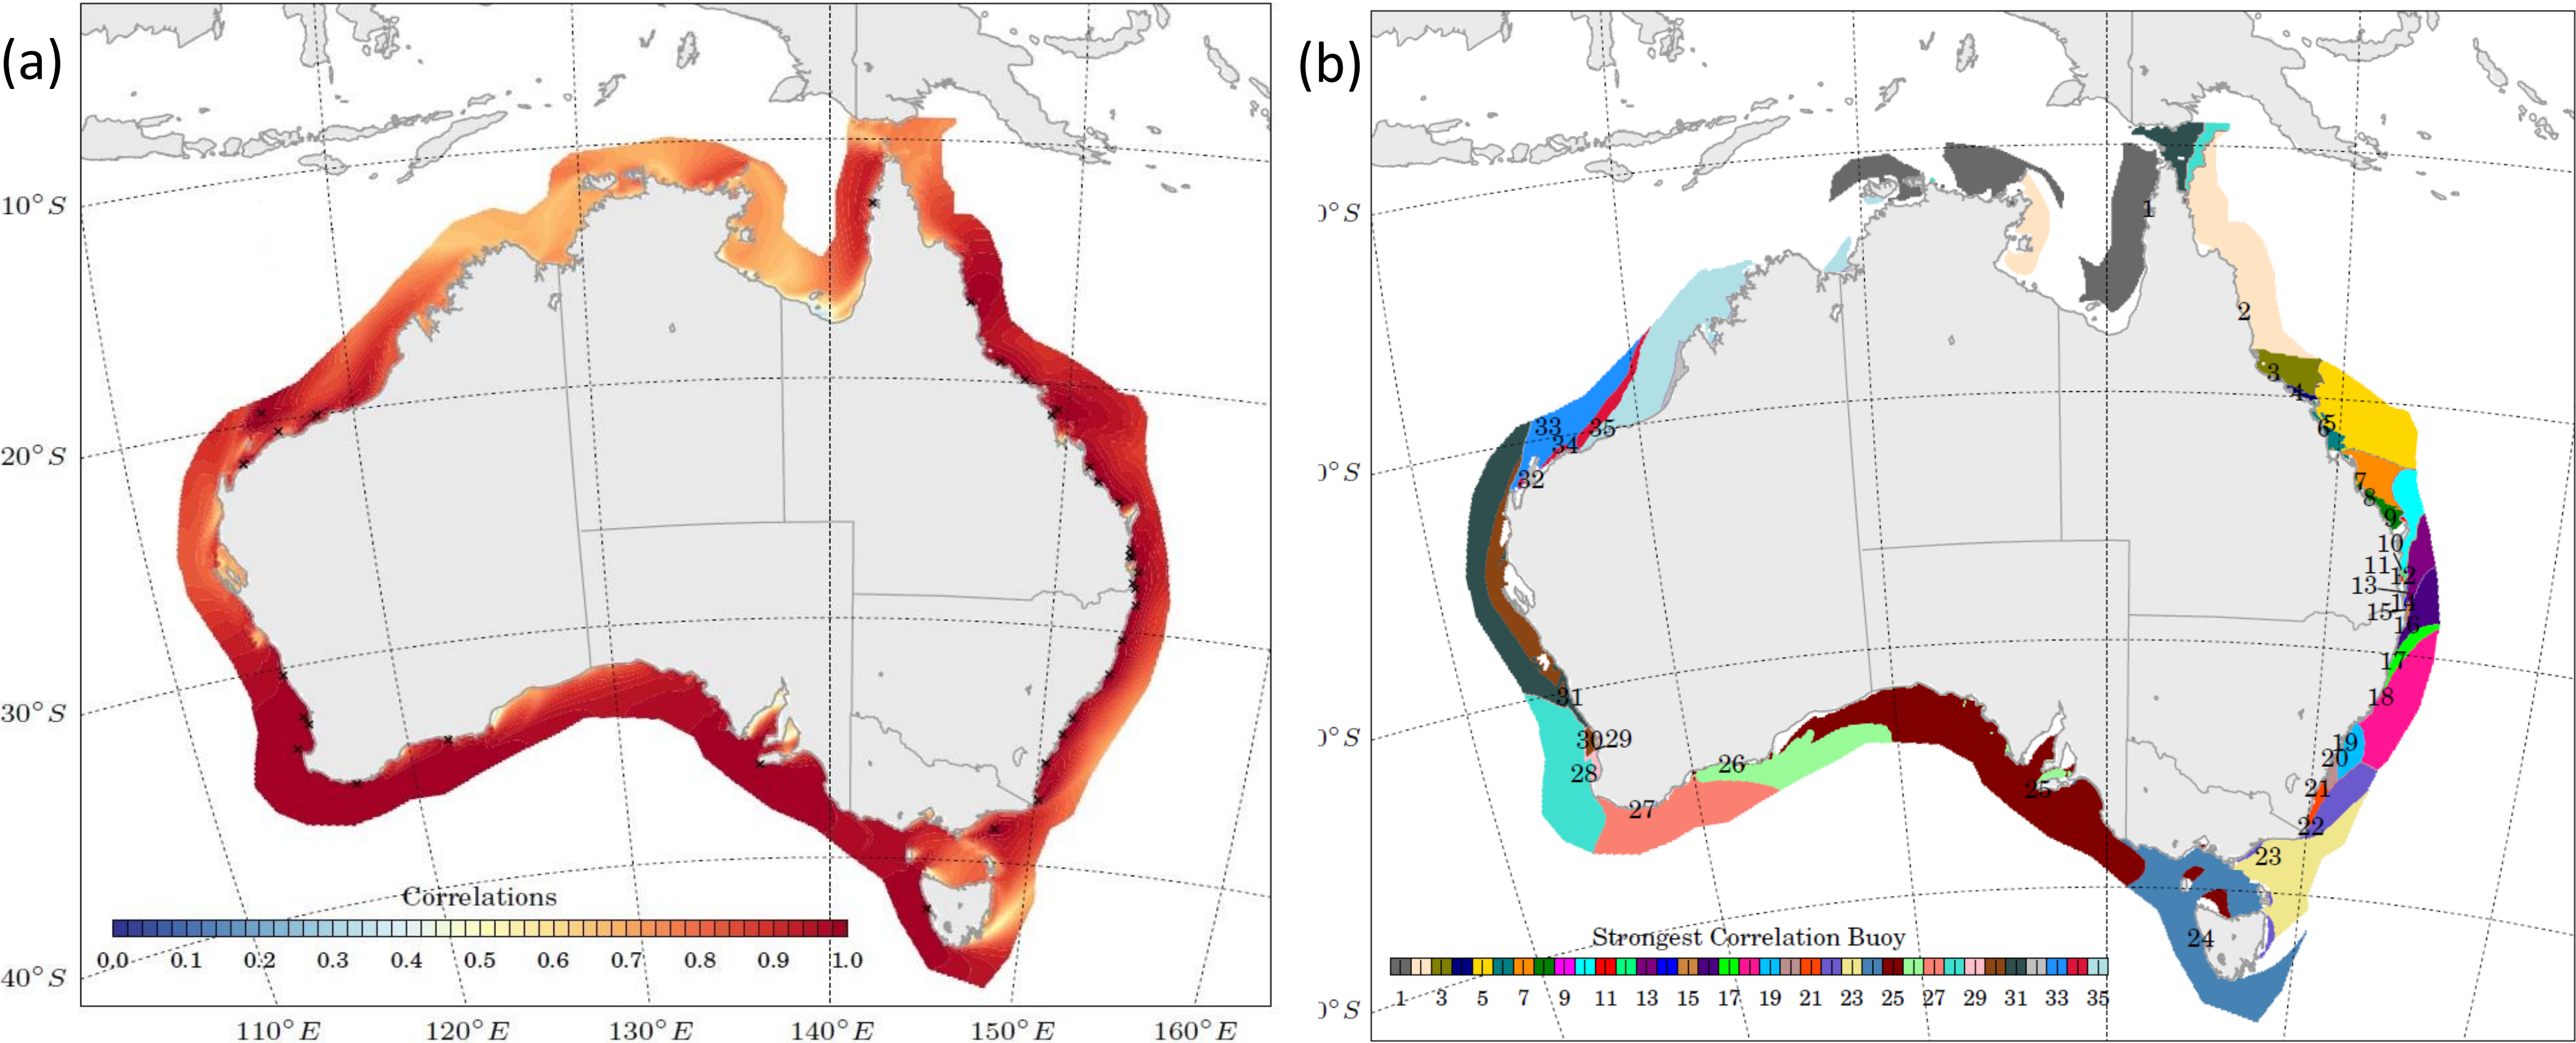 (a)
10°S
20°S
30°S
40°S
Correlations
0.0 0.1 0.2 0.3 0.4 0.5 0.6 0.7 0.8 0.9 1.0
110°E 120°E 130°E 140°E 150°E 160°E
(b)
)°S
1
2
3
4
5
6
)°S
33
34 35
32
7
8
9
10
11 12
13
14
15
16
17
18
31
)°S
30 29
28
26
27
25
19
20
21
22
23
24
Strongest Correlation Buoy
1 3 5 7 9 11 13 15 17 19 21 23 25 27 29 31 33 35
)°S